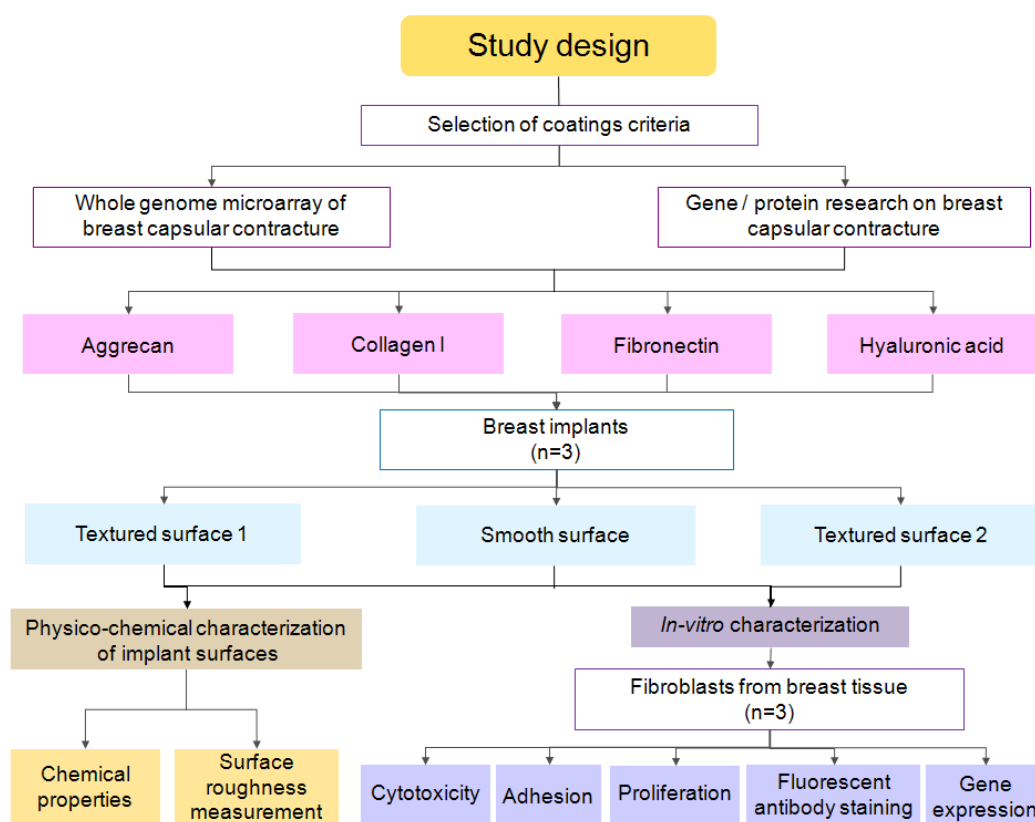 Study design
Selection of coatings criteria
Whole genome microarray of
breast capsular contracture
Gene / protein research on breast
capsular contracture
Aggrecan
Collagen I
Fibronectin
Hyaluronic acid
Breast implants
(n=3)
Textured surface 1
Smooth surface
Textured surface 2
Physico-chemical characterization
of implant surfaces
In-vitro characterization
Fibroblasts from breast tissue
(n=3)
Chemical
properties
Surface
roughness
measurement
Cytotoxicity
Adhesion
Proliferation
Fluorescent
antibody staining
Gene
expression